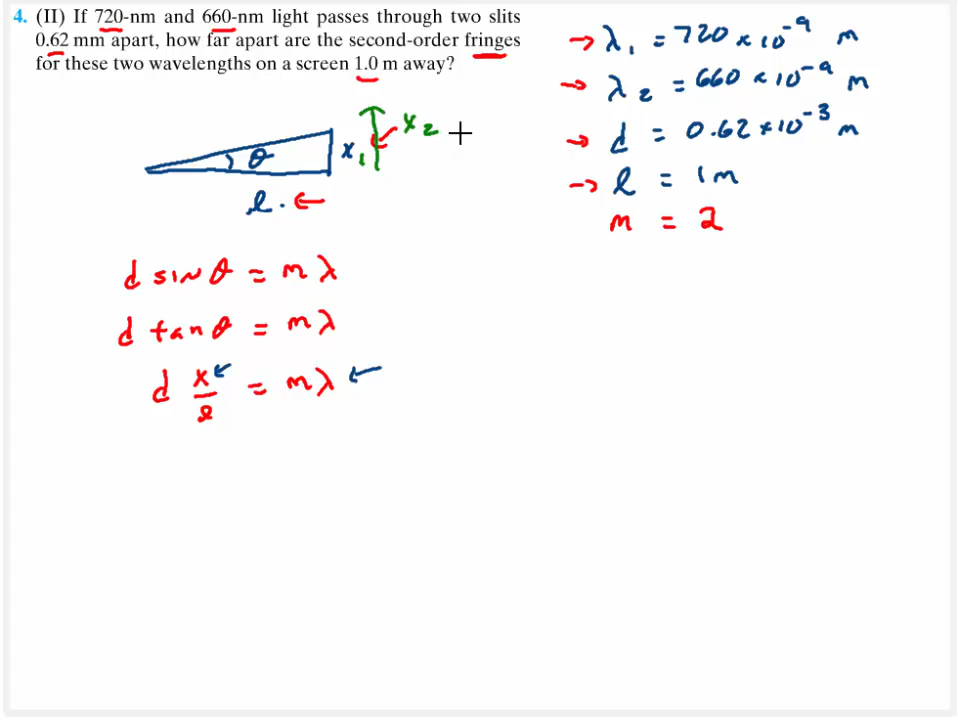 4. (II) If 720-nm and 660-nm light passes through two slits
0.62 mm apart, how far apart are the second-order fringes
for these two wavelengths on a screen 1.0 m away?
→ λ₁ = 720 × 10⁻⁹ m
→ λ₂ = 660 × 10⁻⁹ m
→ d = 0.62 × 10⁻³ m
→ l = 1m
m = 2
θ x₁ ← x₂
l. ←
d sin θ = mλ
d tan θ = mλ
d x/l = mλ ←